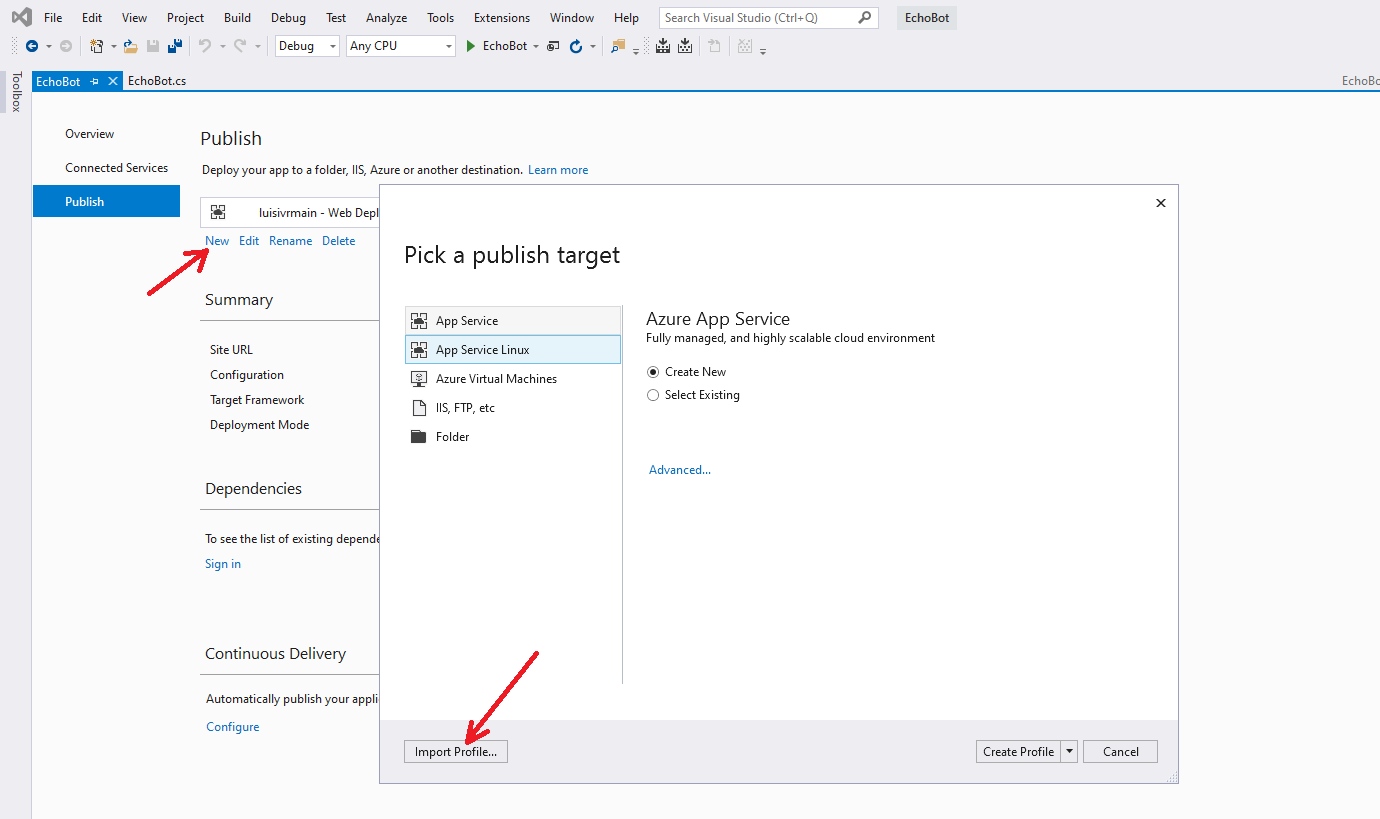 File Edit View Project Build Debug Test Analyze Tools Extensions Window Help Search Visual Studio (Ctrl+Q) EchoBot
Debug Any CPU EchoBot
Toolbox
EchoBot EchoBot.cs EchoBo
Overview
Connected Services
Publish
Publish
Deploy your app to a folder, IIS, Azure or another destination. Learn more
luisivrmain - Web Depl
New Edit Rename Delete
Summary
Site URL
Configuration
Target Framework
Deployment Mode
Dependencies
To see the list of existing depende
Sign in
Continuous Delivery
Automatically publish your appli
Configure
Pick a publish target
App Service
App Service Linux
Azure Virtual Machines
IIS, FTP, etc
Folder
Azure App Service
Fully managed, and highly scalable cloud environment
Create New
Select Existing
Advanced...
Import Profile... Create Profile Cancel